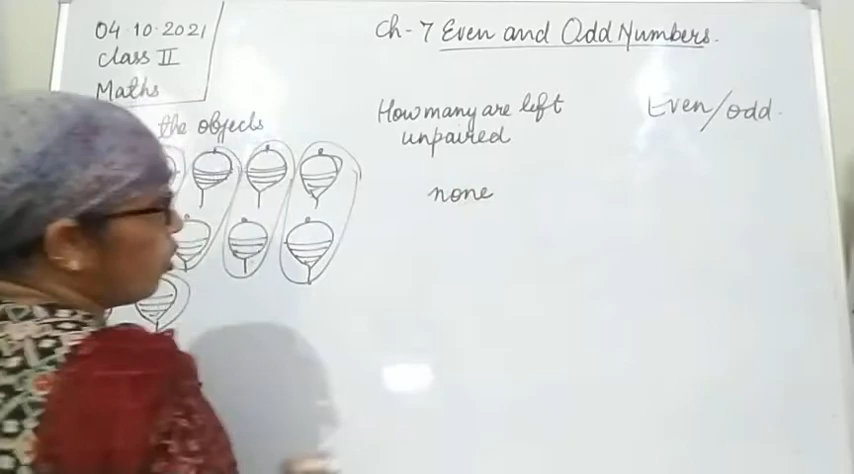 04.10.2021
Class II
Maths
Ch-7 Even and Odd Numbers.
the objects
How many are left
unpaired
Even/odd.
none